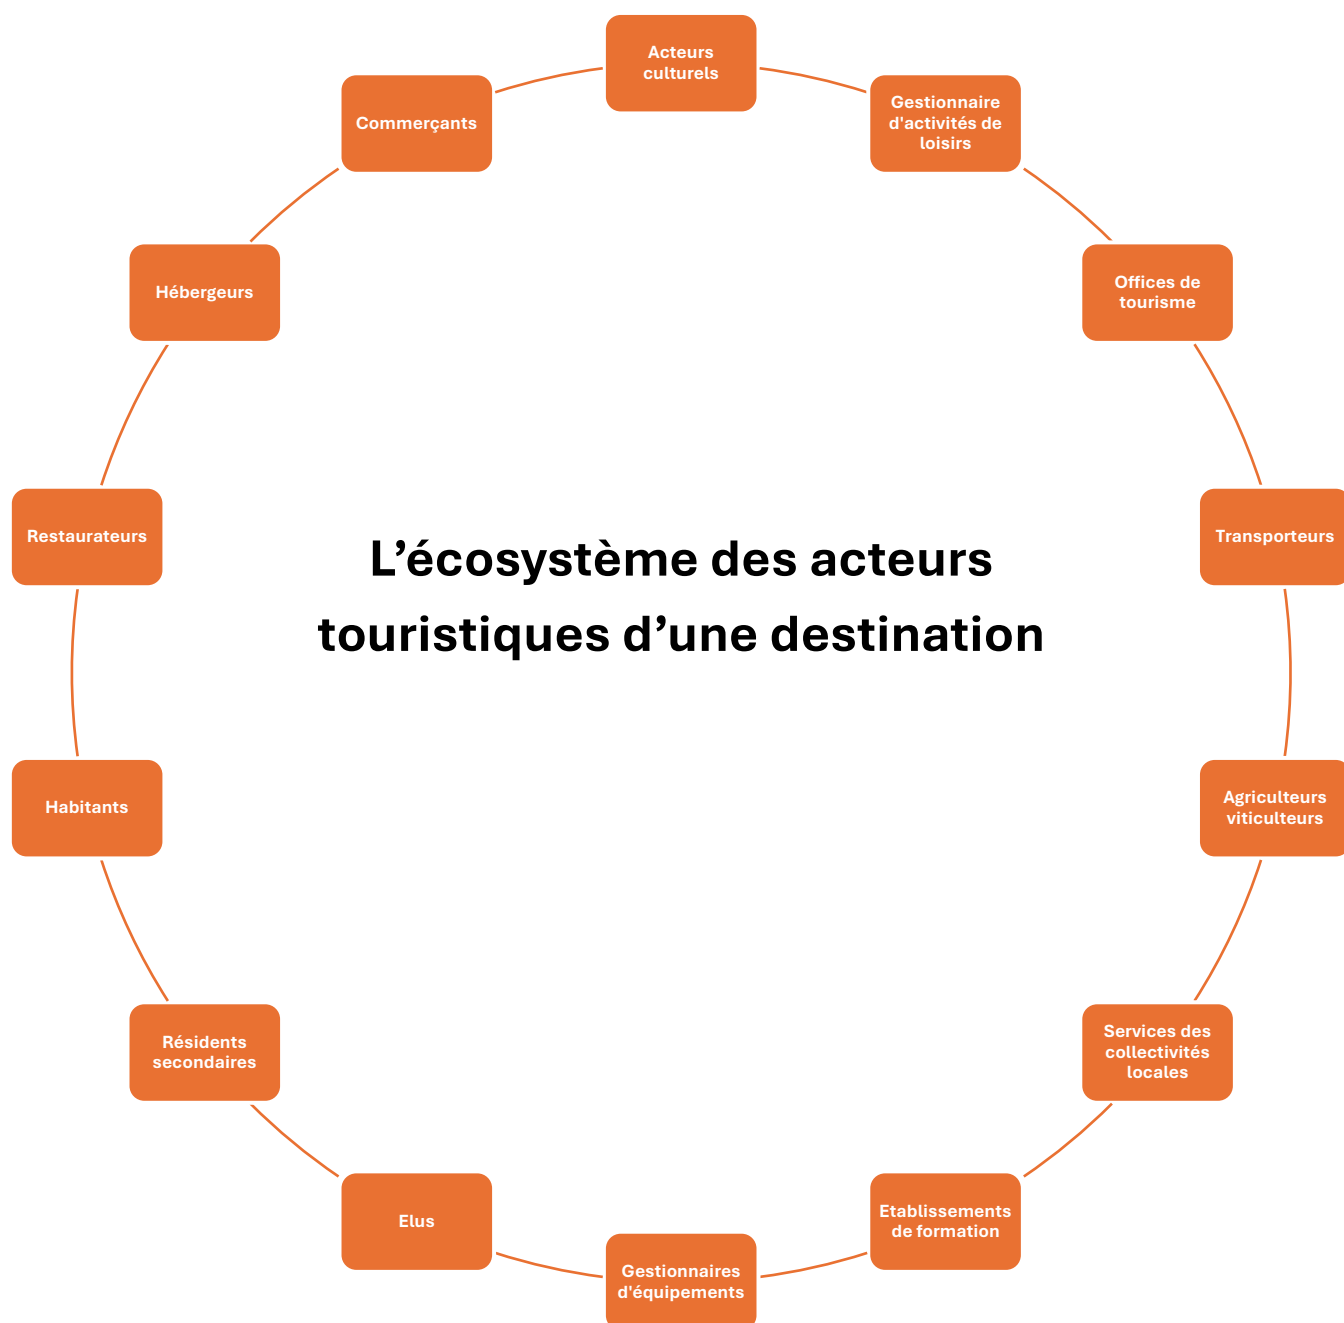 Acteurs
culturels
Gestionnaire
d'activités de
loisirs
Offices de
tourisme
Transporteurs
Agriculteurs
viticulteurs
Services des
collectivités
locales
Etablissements
de formation
Gestionnaires
d'équipements
Elus
Résidents
secondaires
Habitants
Restaurateurs
Hébergeurs
Commerçants
L’écosystème des acteurs
touristiques d’une destination